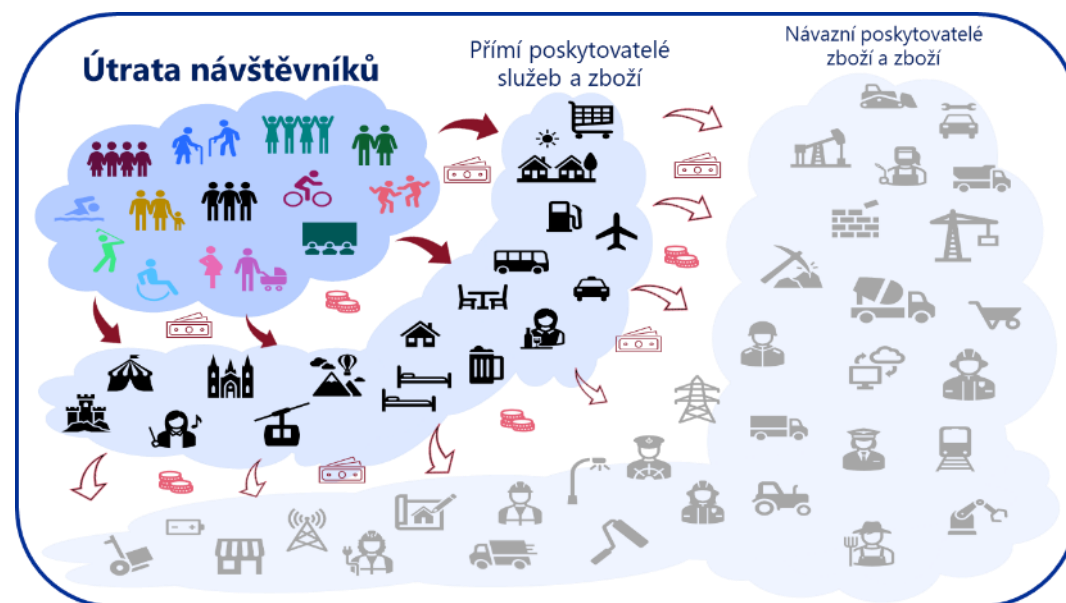 Útrata návštěvníků
Přímí poskytovatelé
služeb a zboží
Návazní poskytovatelé
zboží a zboží